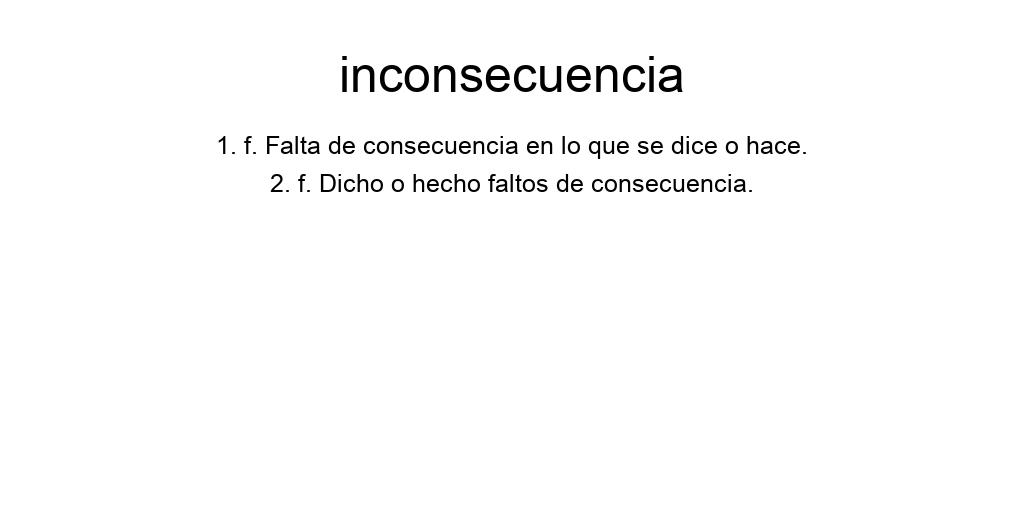 inconsecuencia
1. f. Falta de consecuencia en lo que se dice o hace.
2. f. Dicho o hecho faltos de consecuencia.